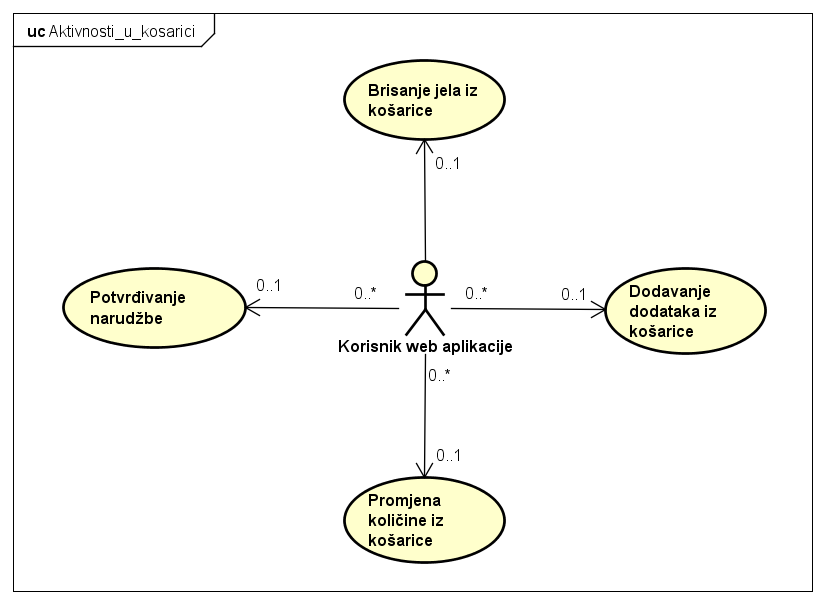 uc Aktivnosti_u_kosarici
Brisanje jela iz
košarice
0..1
0..1
0..*
0..*
0..1
Potvrđivanje
narudžbe
Dodavanje
dodataka iz
košarice
Korisnik web aplikacije
0..*
0..1
Promjena
količine iz
košarice